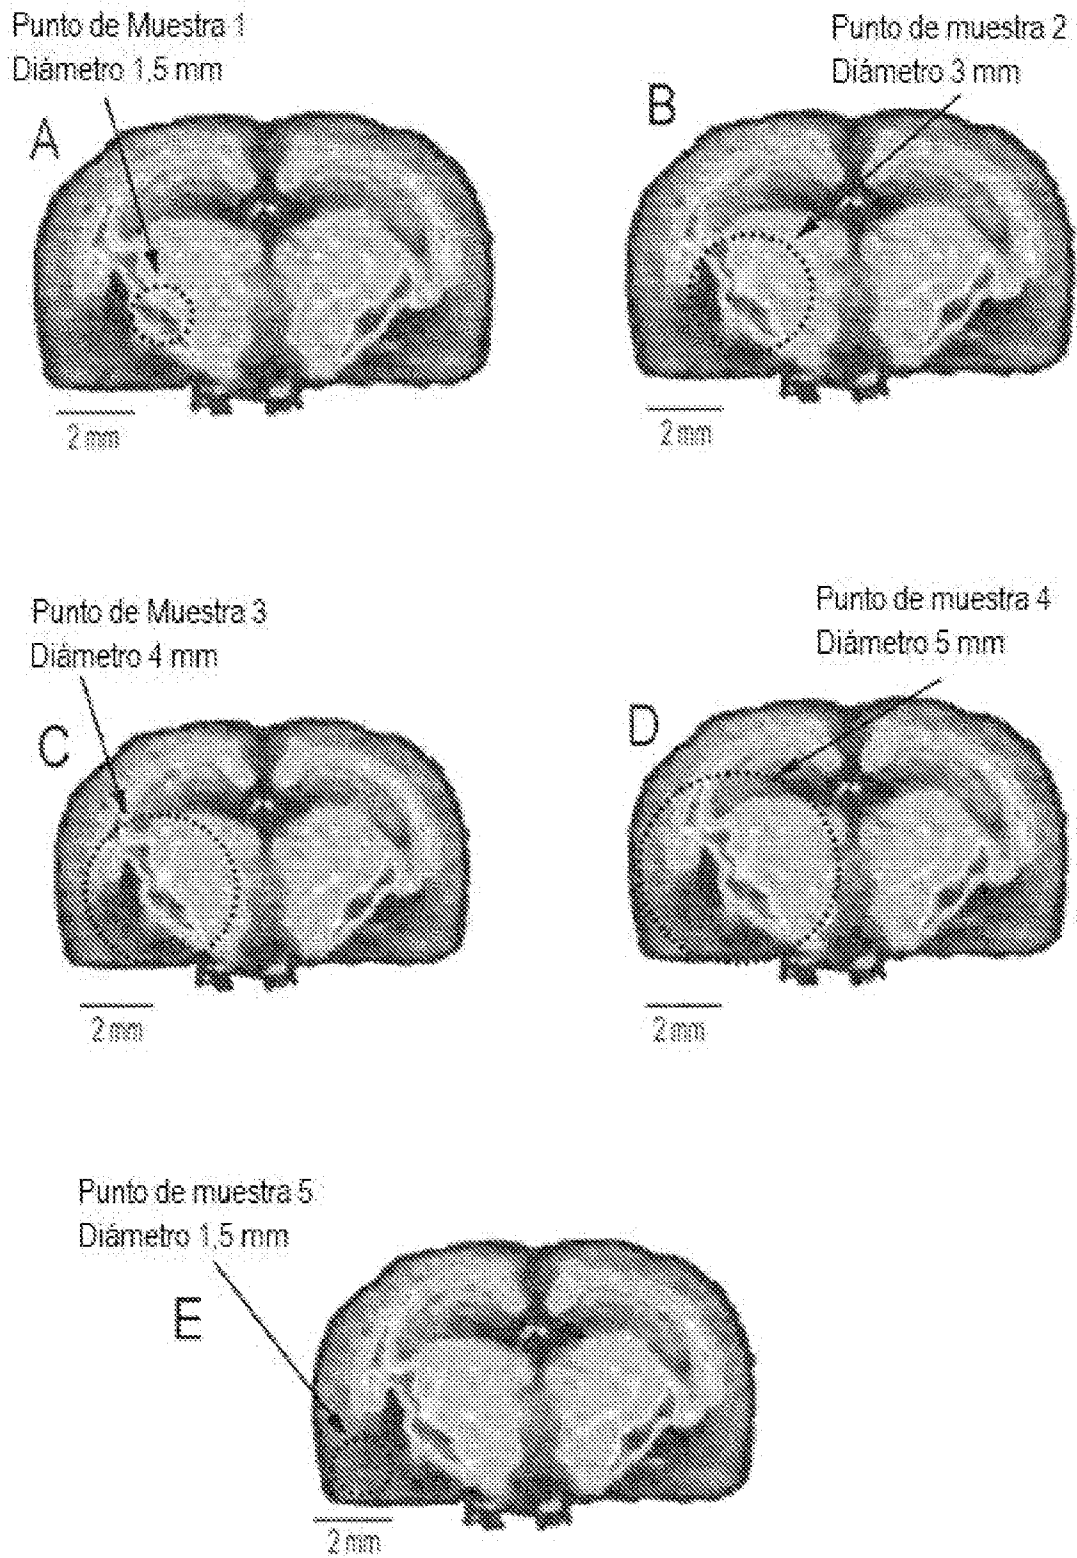 Punto de Muestra 1
Diámetro 1,5 mm
A
2 mm
Punto de muestra 2
Diámetro 3 mm
B
2 mm
Punto de Muestra 3
Diámetro 4 mm
C
2 mm
Punto de muestra 4
Diámetro 5 mm
D
2 mm
Punto de muestra 5
Diámetro 1,5 mm
E
2 mm